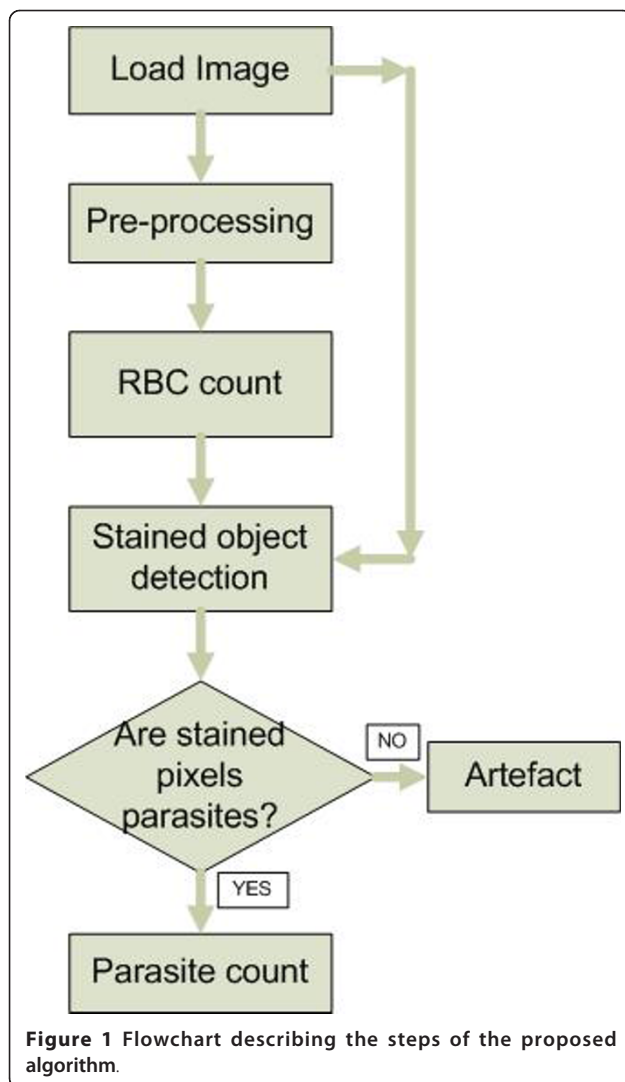 Load Image
Pre-processing
RBC count
Stained object
detection
Are stained
pixels
parasites?
NO
Artefact
YES
Parasite count
Figure 1 Flowchart describing the steps of the proposed
algorithm.